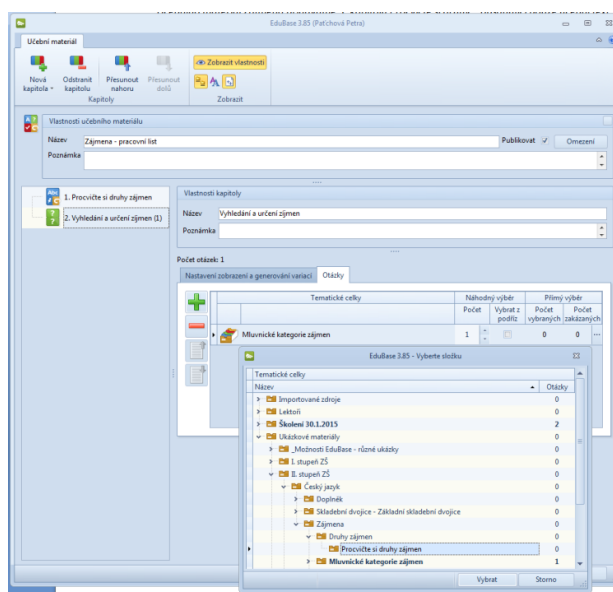 EduBase 3.85 (Patchová Petra)
Učební materiál
Nová kapitola
Odstranit kapitolu
Přesunout nahoru
Přesunout dolů
Kapitoly
Zobrazit vlastnosti
Zobrazit
Vlastnosti učebního materiálu
Název Zájmena - pracovní list Publikovat Omezení
Poznámka
1. Procvičte si druhy zájmen
2. Vyhledání a určení zíjmen (1)
Vlastnosti kapitoly
Název Vyhledání a určení zíjmen
Poznámka
Počet otázek: 1
Nastavení zobrazení a generování variací Otázky
Tematické celky Náhodný výběr Přímý výběr
Počet Vybrat z podříz Počet vybraných Počet zakázaných
Mluvnické kategorie zájmen 1 0 0 ...
EduBase 3.85 - Vyberte složku
Tematické celky
Název Otázky
Importované zdroje 0
Lektoři 0
Školení 30.1.2015 2
Ukázkové materiály 0
_Možnosti EduBase - různé ukázky 0
I. stupeň ZŠ 0
II. stupeň ZŠ 0
Český jazyk 0
Doplněk 0
Skladební dvojice - Základní skladební dvojice 0
Zájmena 0
Druhy zájmen 0
Procvičte si druhy zájmen 0
Mluvnické kategorie zájmen 1
Vybrat Storno